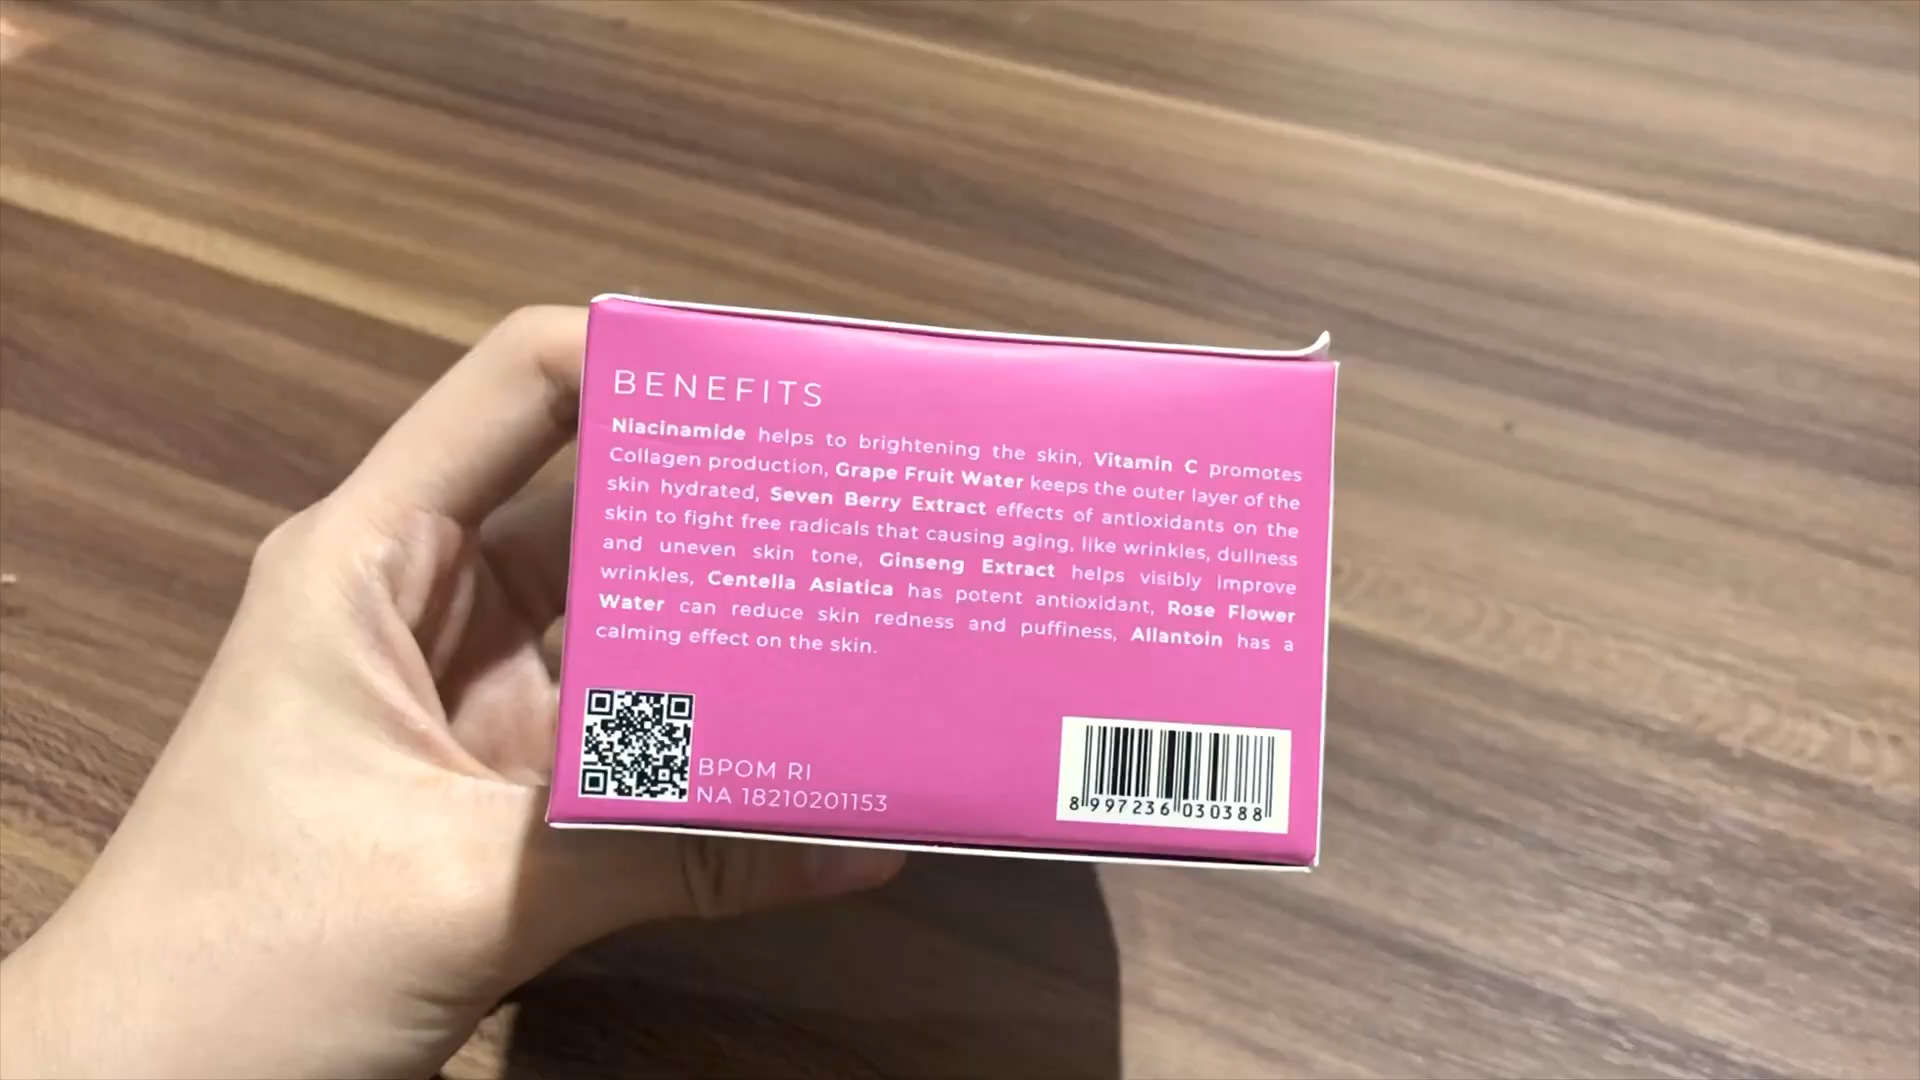 BENEFITS
Niacinamide helps to brightening the skin, Vitamin C promotes
Collagen production, Grape Fruit Water keeps the outer layer of the
skin hydrated, Seven Berry Extract effects of antioxidants on the
skin to fight free radicals that causing aging, like wrinkles, dullness
and uneven skin tone, Ginseng Extract helps visibly improve
wrinkles, Centella Asiatica has potent antioxidant, Rose Flower
Water can reduce skin redness and puffiness, Allantoin has a
calming effect on the skin.
BPOM RI
NA 18210201153
8 997236 030388